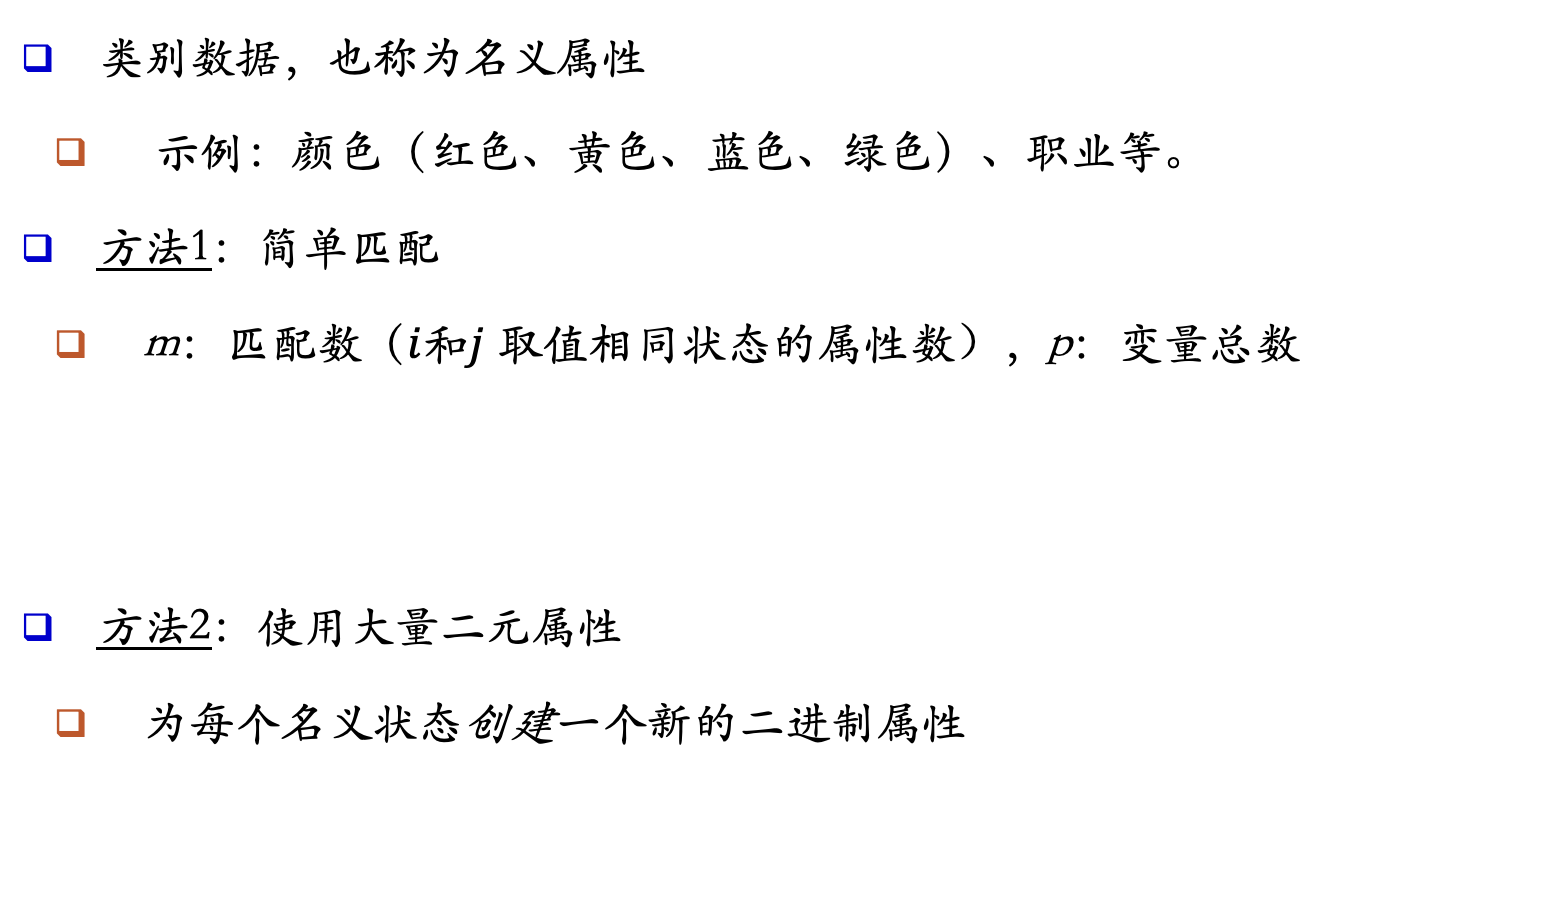 类别数据，也称为名义属性
示例：颜色（红色、黄色、蓝色、绿色）、职业等。
方法1：简单匹配
m：匹配数（i和j 取值相同状态的属性数），p：变量总数
方法2：使用大量二元属性
为每个名义状态创建一个新的二进制属性